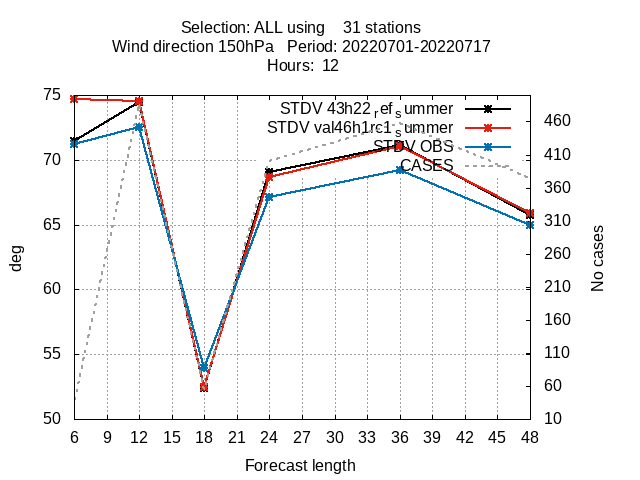 Selection: ALL using    31 stations
Wind direction 150hPa   Period: 20220701-20220717
Hours:  12
75
70
65
60
55
50
deg
STDV 43h22refsummer
STDV val46h1rc1summer
STDV OBS
CASES
460
410
360
310
260
210
160
110
60
10
No cases
6 9 12 15 18 21 24 27 30 33 36 39 42 45 48
Forecast length